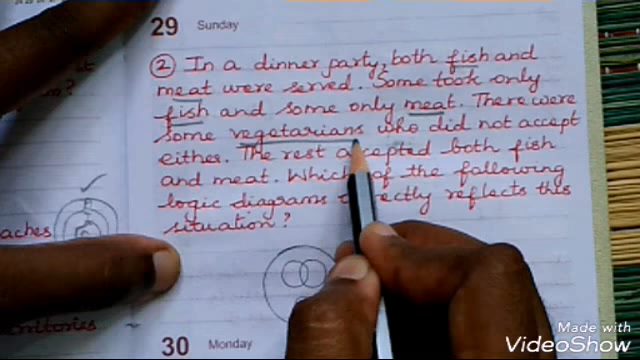 29 Sunday
② In a dinner party, both fish and
meat were served. Some took only
fish and some only meat. There were
some vegetarians who did not accept
either. The rest accepted both fish
and meat. Which of the following
logic diagrams reflects this
situation?
aches
30 Monday
Made with
VideoShow